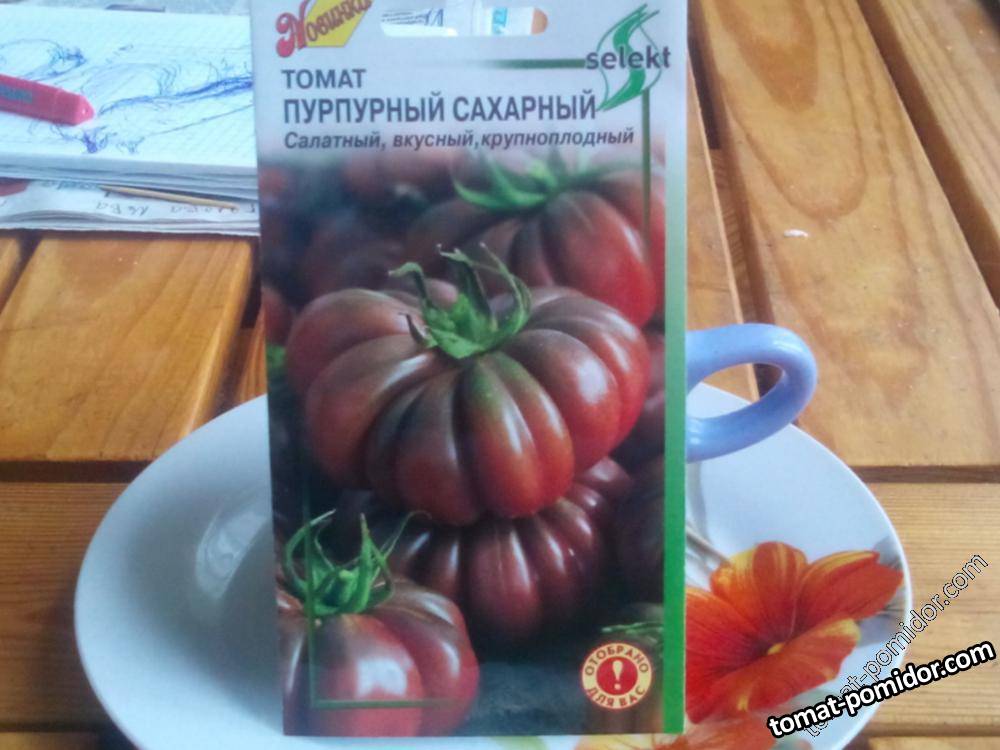 Новинка
selekt
ТОМАТ
ПУРПУРНЫЙ САХАРНЫЙ
Салатный, вкусный, крупноплодный
ОТОБРАНО
ДЛЯ ВАС
tomat-pomidor.com
tomat-pomidor.com